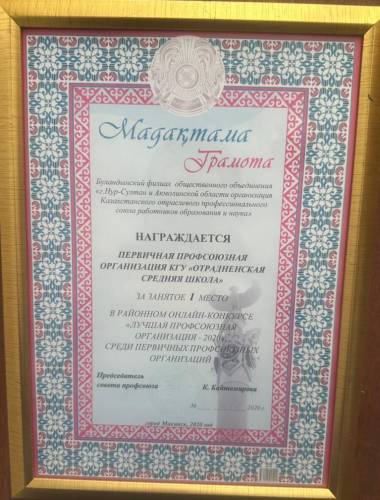 Мадақтама
Грамота
Буландынский филиал общественного объединения
«г.Нур-Султан и Акмолинской области организация
Казахстанского отраслевого профессионального
союза работников образования и науки»
НАГРАЖДАЕТСЯ
ПЕРВИЧНАЯ ПРОФСОЮЗНАЯ
ОРГАНИЗАЦИЯ КГУ «ОТРАДНЕНСКАЯ
СРЕДНЯЯ ШКОЛА»
ЗА ЗАНЯТОЕ I МЕСТО
В РАЙОННОМ ОНЛАЙН-КОНКУРСЕ
«ЛУЧШАЯ ПРОФСОЮЗНАЯ
ОРГАНИЗАЦИЯ - 2020»
СРЕДИ ПЕРВИЧНЫХ ПРОФСОЮЗНЫХ
ОРГАНИЗАЦИЙ
Председатель
совета профсоюза К. Кайтемирова
№ 2020 г.
город Макинск, 2020 год